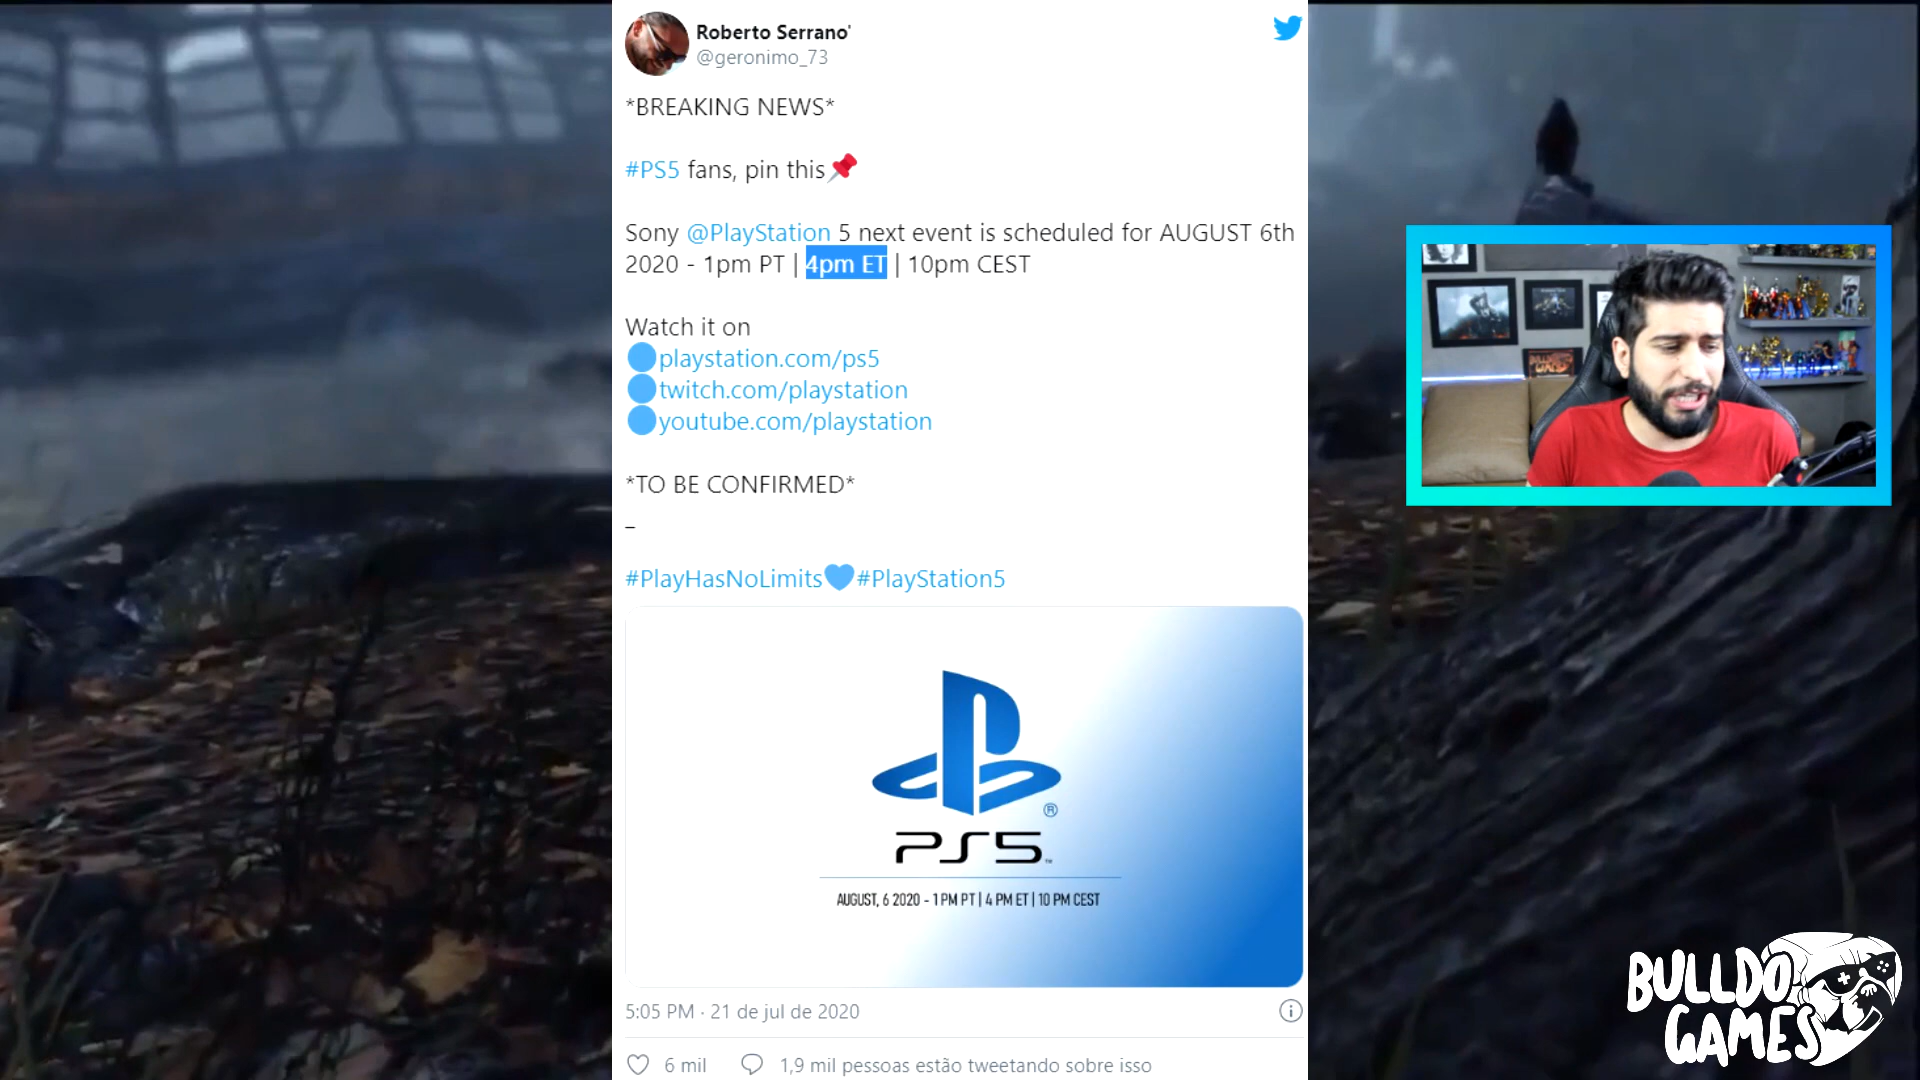 Roberto Serrano'
@geronimo_73
*BREAKING NEWS*
#PS5 fans, pin this📌
Sony @PlayStation 5 next event is scheduled for AUGUST 6th
2020 - 1pm PT | 4pm ET | 10pm CEST
Watch it on
🔵playstation.com/ps5
🔵twitch.com/playstation
🔵youtube.com/playstation
*TO BE CONFIRMED*
_
#PlayHasNoLimits💙#PlayStation5
®
PS5™
AUGUST, 6 2020 - 1 PM PT | 4 PM ET | 10 PM CEST
5:05 PM · 21 de jul de 2020
6 mil 1,9 mil pessoas estão tweetando sobre isso
BULLDOG
GAMES